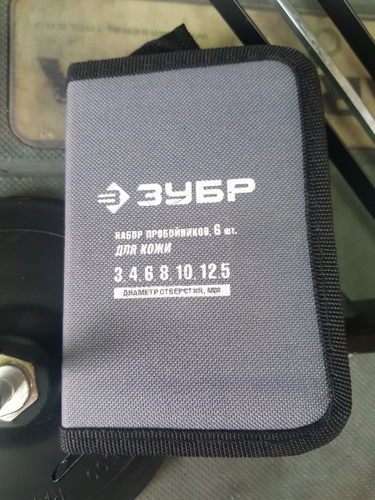 ЗУБР
НАБОР ПРОБОЙНИКОВ, 6 шт.
ДЛЯ КОЖИ
3, 4, 6, 8, 10, 12,5
ДИАМЕТР ОТВЕРСТИЯ, ММ